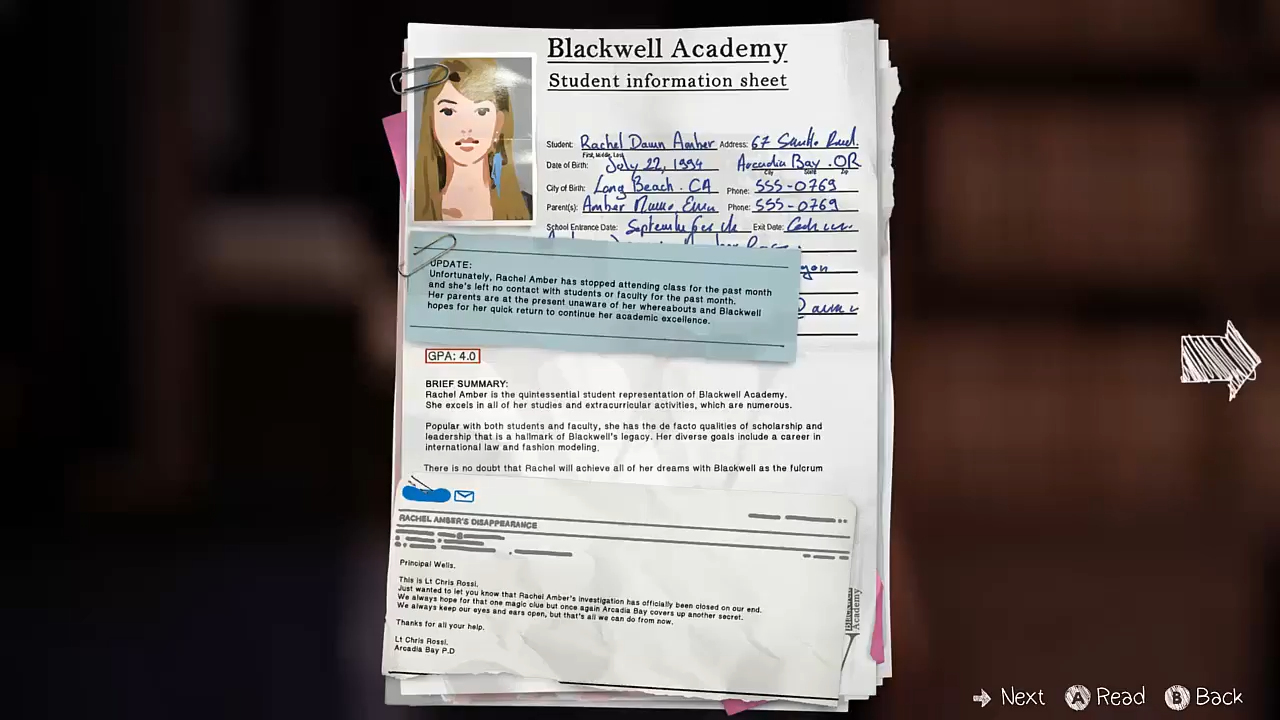 Blackwell Academy
Student information sheet
Student: Rachel Dawn Amber Address: 67
First, Middle, Last
Date of Birth: July 22, 1994 Arcadia Bay. OR
City State Zip
City of Birth: Long Beach. CA Phone: 555-0769
Parent(s): Amber Phone: 555-0769
School Entrance Date: Exit Date:
UPDATE:
Unfortunately, Rachel Amber has stopped attending class for the past month
and she's left no contact with students or faculty for the past month.
Her parents are at the present unaware of her whereabouts and Blackwell
hopes for her quick return to continue her academic excellence.
GPA: 4.0
BRIEF SUMMARY:
Rachel Amber is the quintessential student representation of Blackwell Academy.
She excels in all of her studies and extracurricular activities, which are numerous.
Popular with both students and faculty, she has the de facto qualities of scholarship and
leadership that is a hallmark of Blackwell's legacy. Her diverse goals include a career in
international law and fashion modeling.
There is no doubt that Rachel will achieve all of her dreams with Blackwell as the fulcrum
RACHEL AMBER'S DISAPPEARANCE
Principal Wells,
This is Lt Chris Rossi.
Just wanted to let you know that Rachel Amber's investigation has officially been closed on our end.
We always hope for that one magic clue but once again Arcadia Bay covers up another secret.
We always keep our eyes and ears open, but that's all we can do from now.
Thanks for all your help.
Lt Chris Rossi.
Arcadia Bay P.D
Academy
Next Read Back
A B